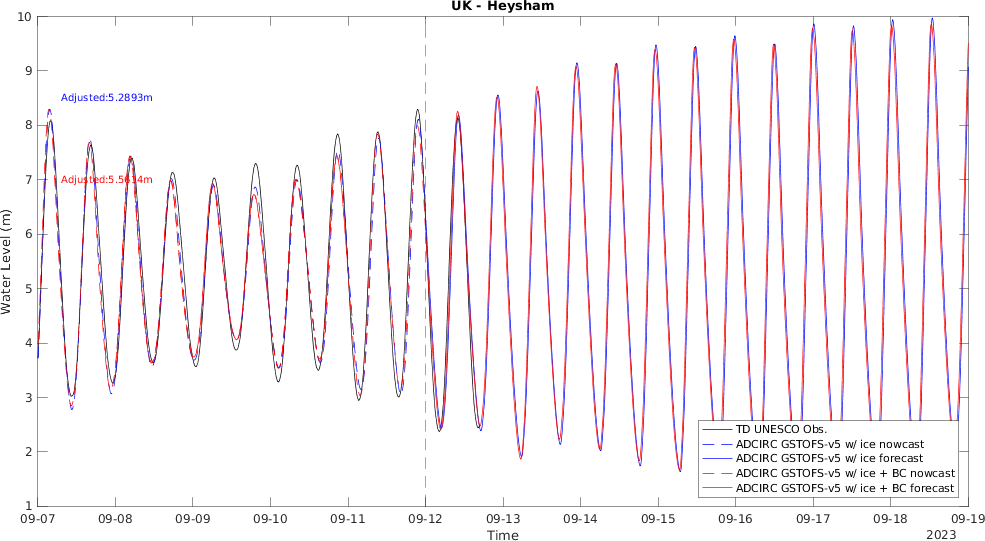 UK - Heysham
10
9
8
7
6
5
4
3
2
1
Water Level (m)
Adjusted:5.2893m
Adjusted:5.5614m
TD UNESCO Obs.
ADCIRC GSTOFS-v5 w/ ice nowcast
ADCIRC GSTOFS-v5 w/ ice forecast
ADCIRC GSTOFS-v5 w/ ice + BC nowcast
ADCIRC GSTOFS-v5 w/ ice + BC forecast
09-07 09-08 09-09 09-10 09-11 09-12 09-13 09-14 09-15 09-16 09-17 09-18 09-19
Time
2023